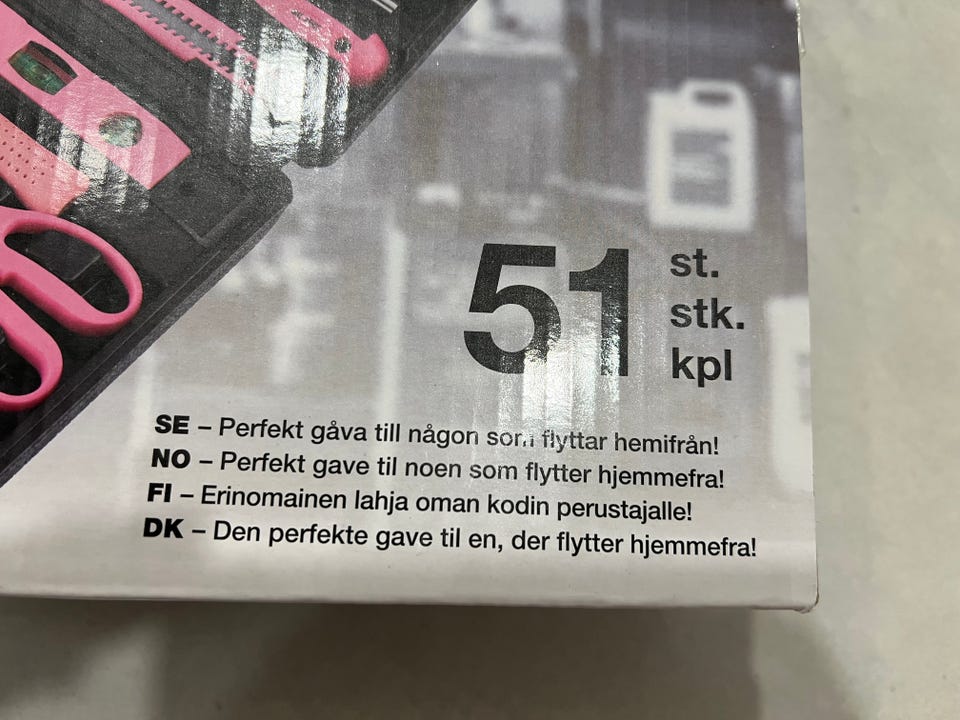 51
st.
stk.
kpl
SE – Perfekt gåva till någon som flyttar hemifrån!
NO – Perfekt gave til noen som flytter hjemmefra!
FI – Erinomainen lahja oman kodin perustajalle!
DK – Den perfekte gave til en, der flytter hjemmefra!